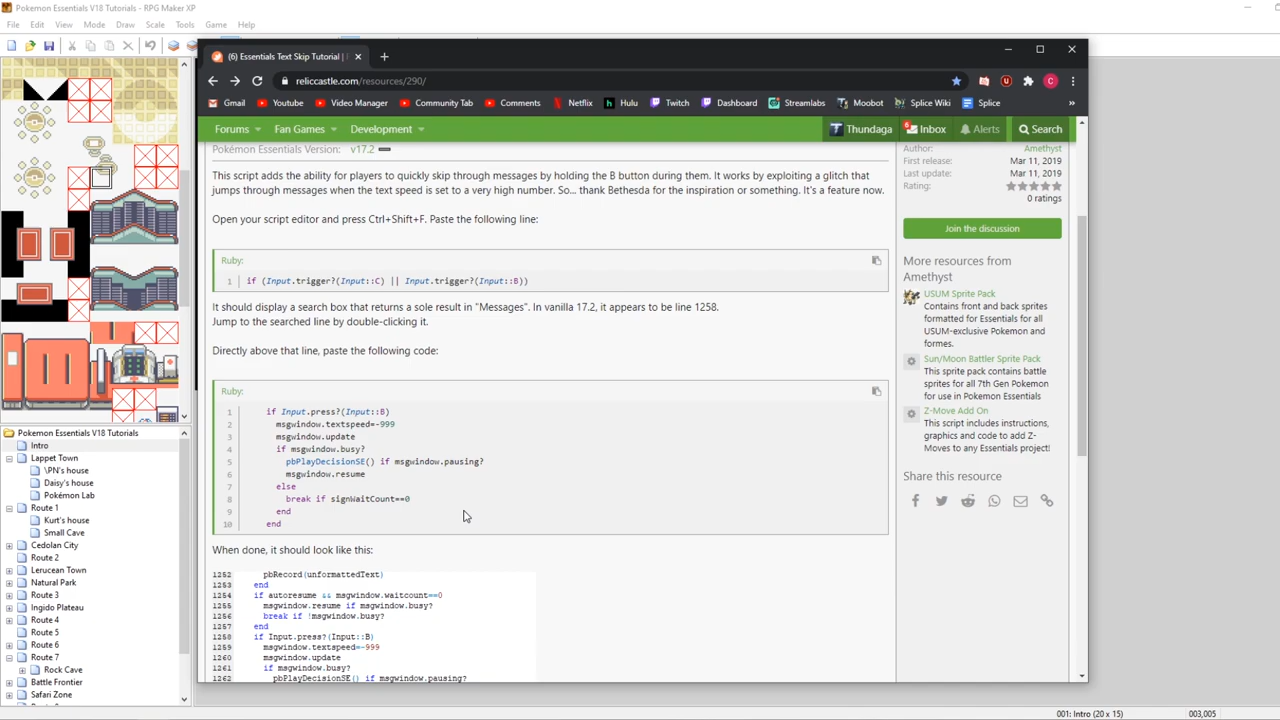 Pokemon Essentials V18 Tutorials - RPG Maker XP
File Edit View Mode Draw Scale Tools Game Help
(6) Essentials Text Skip Tutorial |
reliccastle.com/resources/290/
Gmail Youtube Video Manager Community Tab Comments Netflix Hulu Twitch Dashboard Streamlabs Moobot Splice Wiki Splice »
Forums Fan Games Development Thundaga Inbox Alerts Search
Pokémon Essentials Version: v17.2
This script adds the ability for players to quickly skip through messages by holding the B button during them. It works by exploiting a glitch that
jumps through messages when the text speed is set to a very high number. So... thank Bethesda for the inspiration or something. It's a feature now.
Open your script editor and press Ctrl+Shift+F. Paste the following line:
Ruby:
1 if (Input.trigger?(Input::C) || Input.trigger?(Input::B))
It should display a search box that returns a sole result in "Messages". In vanilla 17.2, it appears to be line 1258.
Jump to the searched line by double-clicking it.
Directly above that line, paste the following code:
Ruby:
1 if Input.press?(Input::B)
2 msgwindow.textspeed=-999
3 msgwindow.update
4 if msgwindow.busy?
5 pbPlayDecisionSE() if msgwindow.pausing?
6 msgwindow.resume
7 else
8 break if signWaitCount==0
9 end
10 end
When done, it should look like this:
1252 pbRecord(unformattedText)
1253 end
1254 if autoresume && msgwindow.waitcount==0
1255 msgwindow.resume if msgwindow.busy?
1256 break if !msgwindow.busy?
1257 end
1258 if Input.press?(Input::B)
1259 msgwindow.textspeed=-999
1260 msgwindow.update
1261 if msgwindow.busy?
1262 pbPlayDecisionSE() if msgwindow.pausing?
Author: Amethyst
First release: Mar 11, 2019
Last update: Mar 11, 2019
Rating:
0 ratings
Join the discussion
More resources from
Amethyst
USUM Sprite Pack
Contains front and back sprites
formatted for Essentials for all
USUM-exclusive Pokemon and
formes.
Sun/Moon Battler Sprite Pack
This sprite pack contains battle
sprites for all 7th Gen Pokemon
for use in Pokemon Essentials
Z-Move Add On
This script includes instructions,
graphics and code to add Z-
Moves to any Essentials project!
Share this resource
Pokemon Essentials V18 Tutorials
Intro
Lappet Town
\PN's house
Daisy's house
Pokémon Lab
Route 1
Kurt's house
Small Cave
Cedolan City
Route 2
Lerucean Town
Natural Park
Route 3
Ingido Plateau
Route 4
Route 5
Route 6
Route 7
Rock Cave
Battle Frontier
Safari Zone
001: Intro (20 x 15) 003,005